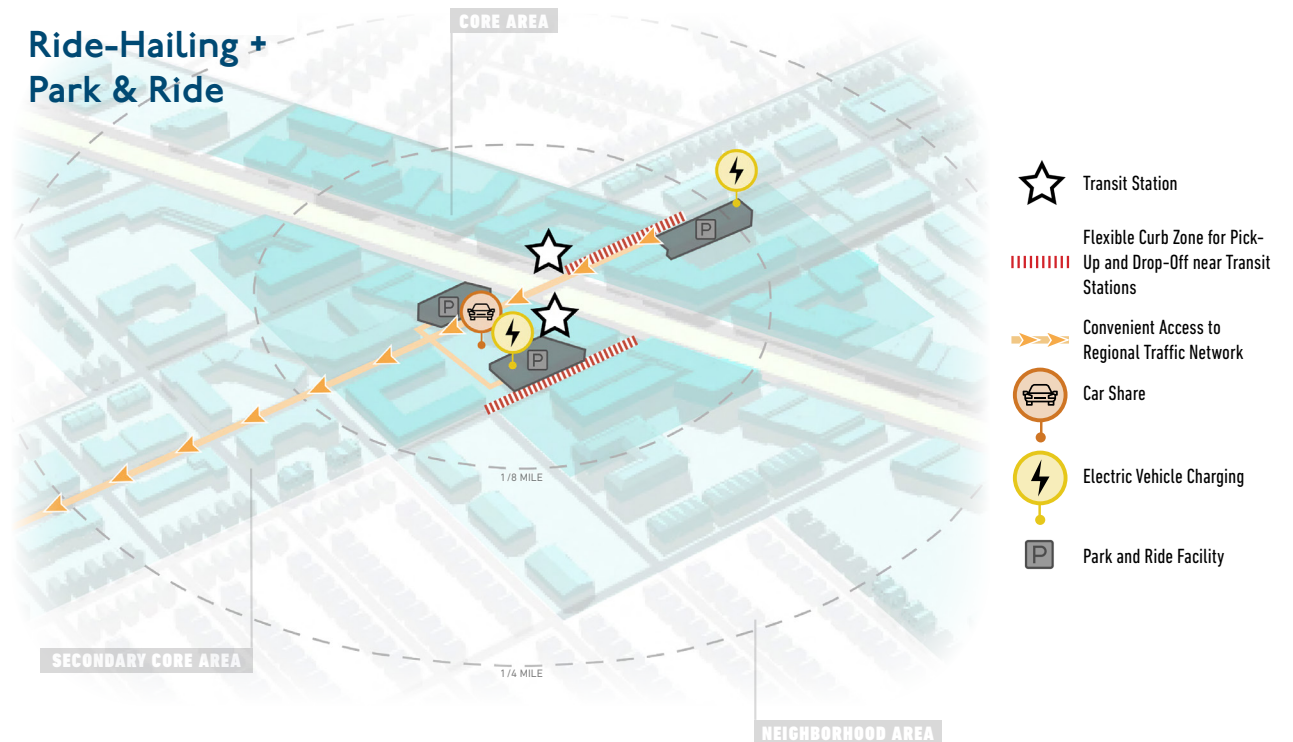 Ride-Hailing +
Park & Ride
CORE AREA
P
P
P
1/8 MILE
1/4 MILE
SECONDARY CORE AREA
NEIGHBORHOOD AREA
Transit Station
Flexible Curb Zone for Pick-
Up and Drop-Off near Transit
Stations
Convenient Access to
Regional Traffic Network
Car Share
Electric Vehicle Charging
P
Park and Ride Facility